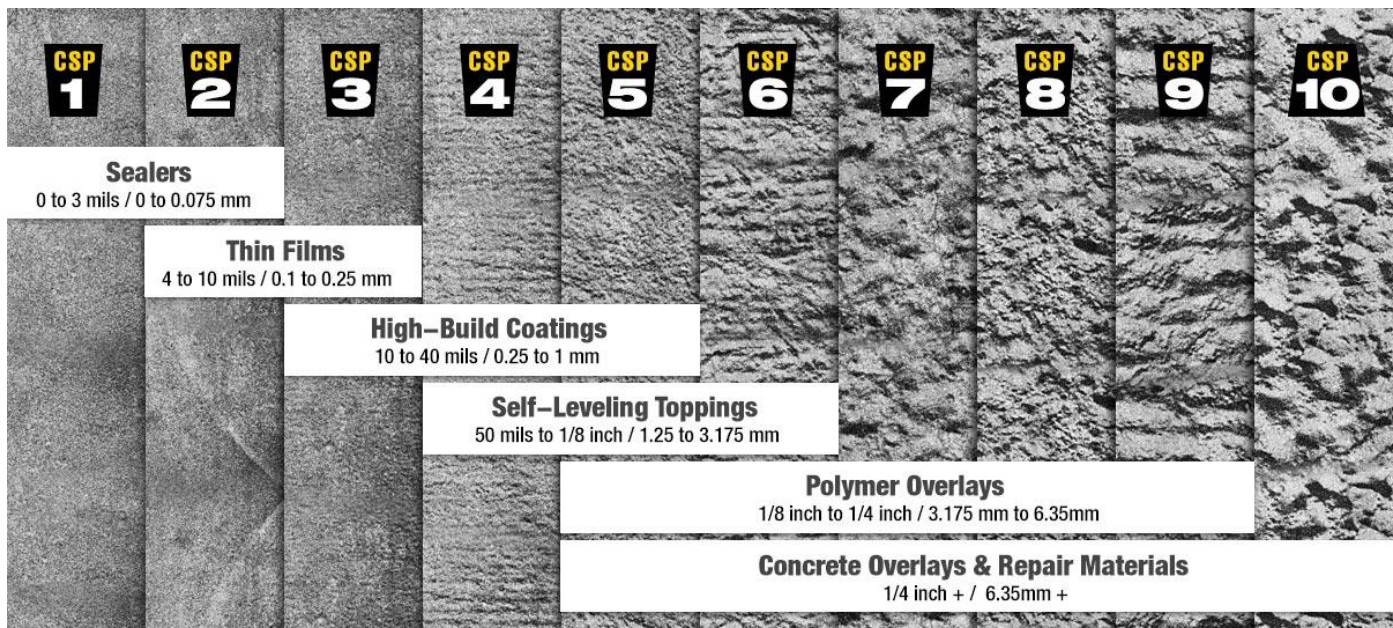 CSP 1
CSP 2
CSP 3
CSP 4
CSP 5
CSP 6
CSP 7
CSP 8
CSP 9
CSP 10
Sealers
0 to 3 mils / 0 to 0.075 mm
Thin Films
4 to 10 mils / 0.1 to 0.25 mm
High–Build Coatings
10 to 40 mils / 0.25 to 1 mm
Self–Leveling Toppings
50 mils to 1/8 inch / 1.25 to 3.175 mm
Polymer Overlays
1/8 inch to 1/4 inch / 3.175 mm to 6.35mm
Concrete Overlays & Repair Materials
1/4 inch + / 6.35mm +